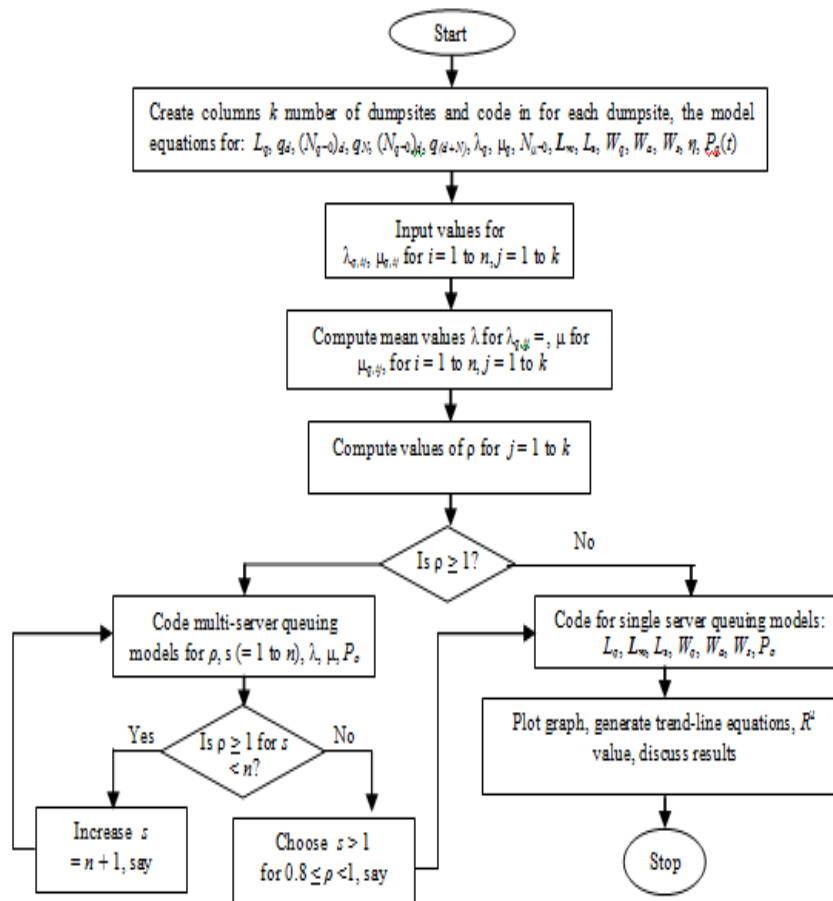 Start
Create columns k number of dumpsites and code in for each dumpsite, the model
equations for: Lq, qd, (Nq=0)d, qN, (Nq=0)d, q(d+N), λq, μq, Nu=0, Lw, Ls, Wq, Wa, Ws, η, Pn(t)
Input values for
λq,ij, μq,ij for i = 1 to n, j = 1 to k
Compute mean values λ for λq,ij = , μ for
μq,ij, for i = 1 to n, j = 1 to k
Compute values of ρ for j = 1 to k
Is ρ ≥ 1?
No
Code multi-server queuing
models for ρ, s (= 1 to n), λ, μ, Po
Code for single server queuing models:
Lq, Lw, Ls, Wq, Wa, Ws, Po
Yes
Is ρ ≥ 1 for s
< n?
No
Plot graph, generate trend-line equations, R²
value, discuss results
Increase s
= n + 1, say
Choose s > 1
for 0.8 ≤ ρ <1, say
Stop